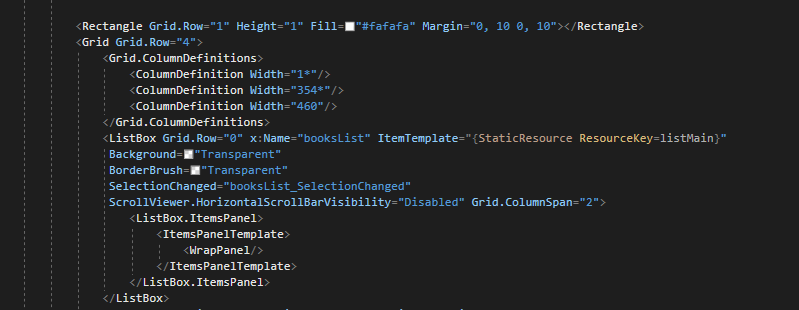 <Rectangle Grid.Row="1" Height="1" Fill="#fafafa" Margin="0, 10 0, 10"></Rectangle>
<Grid Grid.Row="4">
<Grid.ColumnDefinitions>
<ColumnDefinition Width="1*"/>
<ColumnDefinition Width="354*"/>
<ColumnDefinition Width="460"/>
</Grid.ColumnDefinitions>
<ListBox Grid.Row="0" x:Name="booksList" ItemTemplate="{StaticResource ResourceKey=listMain}"
Background="Transparent"
BorderBrush="Transparent"
SelectionChanged="booksList_SelectionChanged"
ScrollViewer.HorizontalScrollBarVisibility="Disabled" Grid.ColumnSpan="2">
<ListBox.ItemsPanel>
<ItemsPanelTemplate>
<WrapPanel/>
</ItemsPanelTemplate>
</ListBox.ItemsPanel>
</ListBox>